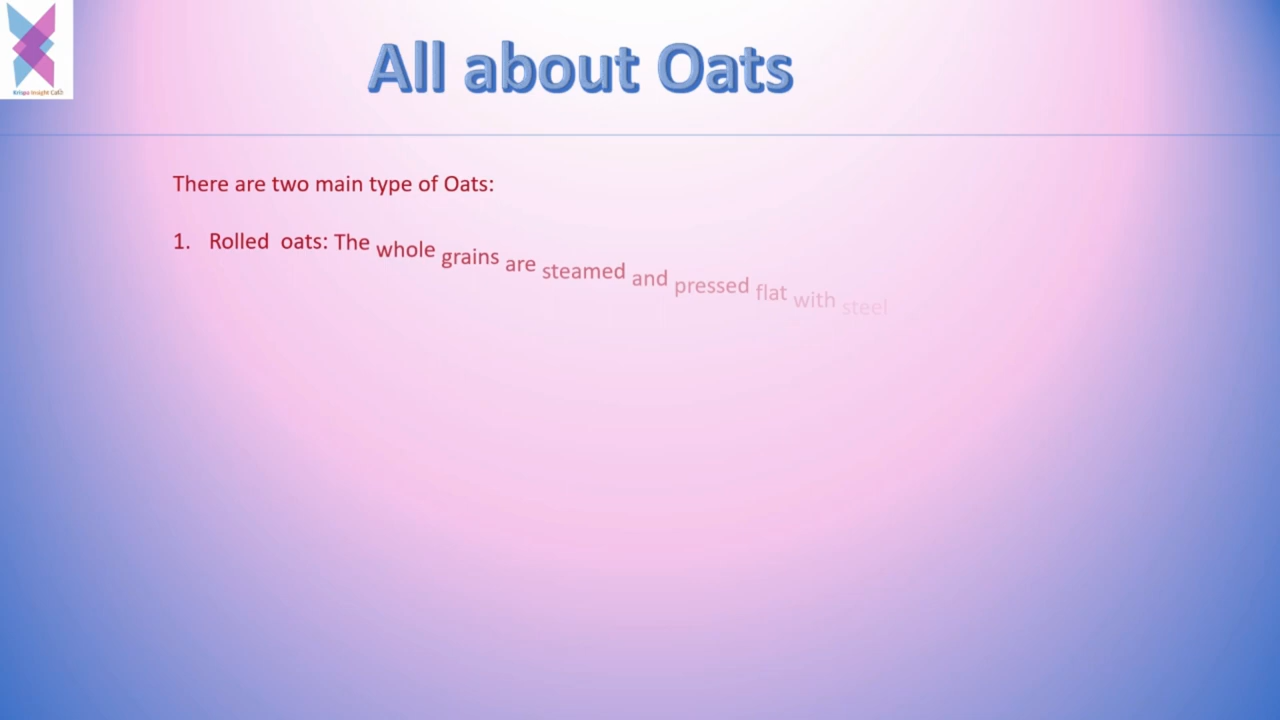 All about Oats
There are two main type of Oats:
1. Rolled oats: The whole grains are steamed and pressed flat with steel